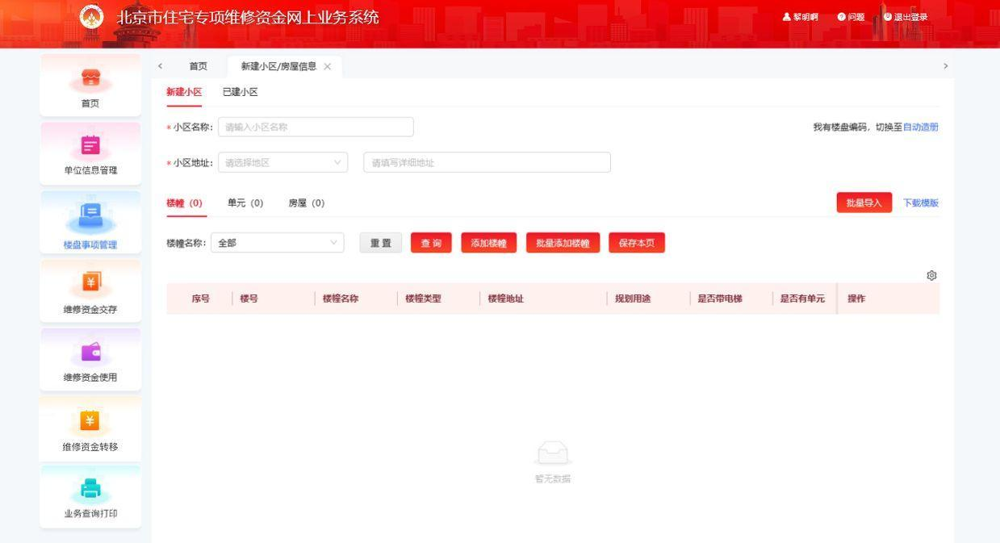 北京市住宅专项维修资金网上业务系统
黎明啊 问题 退出登录
首页 新建小区/房屋信息
首页
单位信息管理
楼盘事项管理
维修资金交存
维修资金使用
维修资金转移
业务查询打印
新建小区 已建小区
* 小区名称: 请输入小区名称 我有楼盘编码，切换至自动造册
* 小区地址: 请选择地区 请填写详细地址
楼幢（0） 单元（0） 房屋（0） 批量导入 下载模版
楼幢名称: 全部 重 置 查 询 添加楼幢 批量添加楼幢 保存本页
序号 楼号 楼幢名称 楼幢类型 楼幢地址 规划用途 是否带电梯 是否有单元 操作
暂无数据